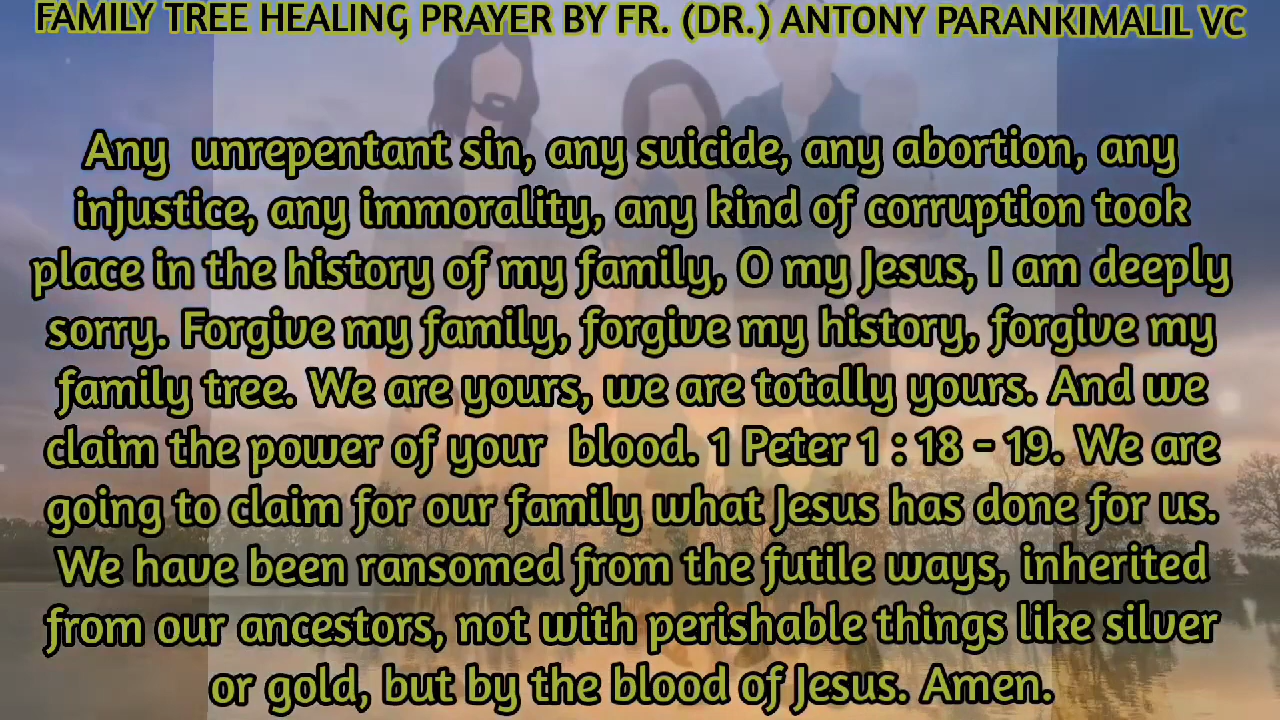 FAMILY TREE HEALING PRAYER BY FR. (DR.) ANTONY PARANKIMALIL VC
Any unrepentant sin, any suicide, any abortion, any
injustice, any immorality, any kind of corruption took
place in the history of my family, O my Jesus, I am deeply
sorry. Forgive my family, forgive my history, forgive my
family tree. We are yours, we are totally yours. And we
claim the power of your blood. 1 Peter 1 : 18 - 19. We are
going to claim for our family what Jesus has done for us.
We have been ransomed from the futile ways, inherited
from our ancestors, not with perishable things like silver
or gold, but by the blood of Jesus. Amen.